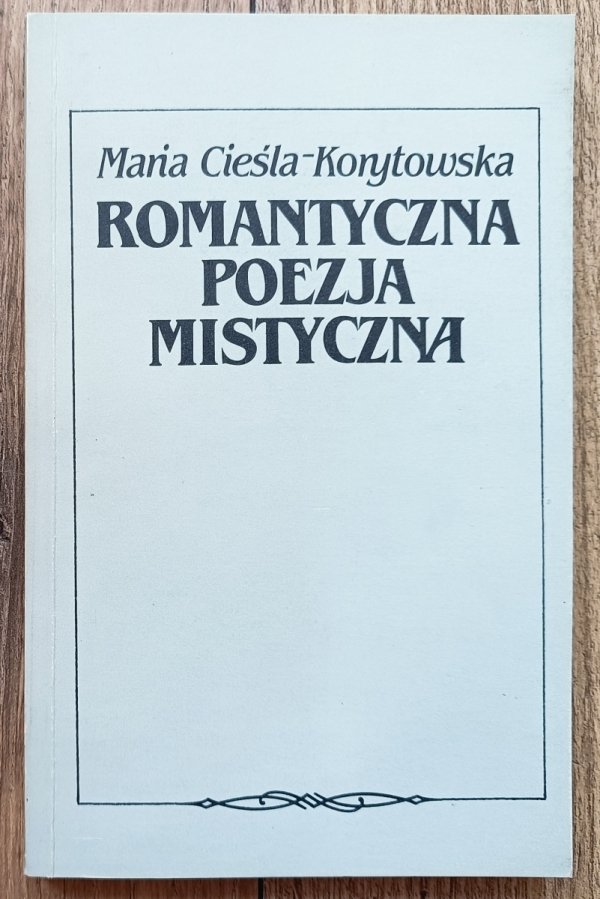 Maria Cieśla-Korytowska
ROMANTYCZNA
POEZJA
MISTYCZNA